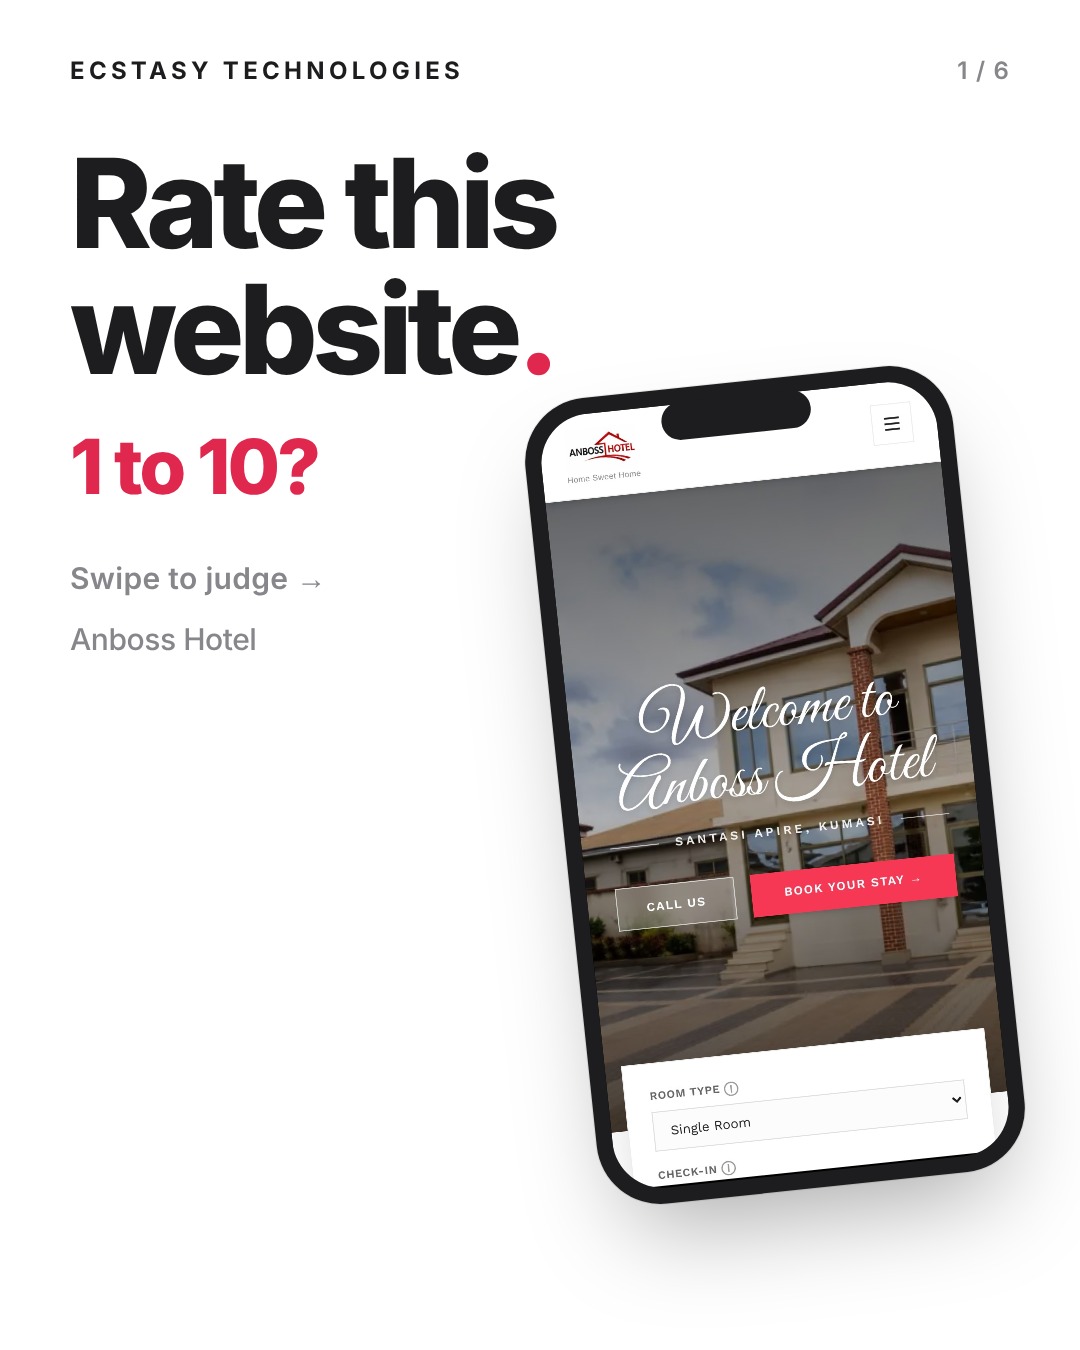 ECSTASY TECHNOLOGIES
1 / 6
Rate this
website.
1 to 10?
Swipe to judge →
Anboss Hotel
ANBOSS HOTEL
Home Sweet Home
Welcome to
Anboss Hotel
SANTASI APIRE, KUMASI
CALL US
BOOK YOUR STAY →
ROOM TYPE
Single Room
CHECK-IN